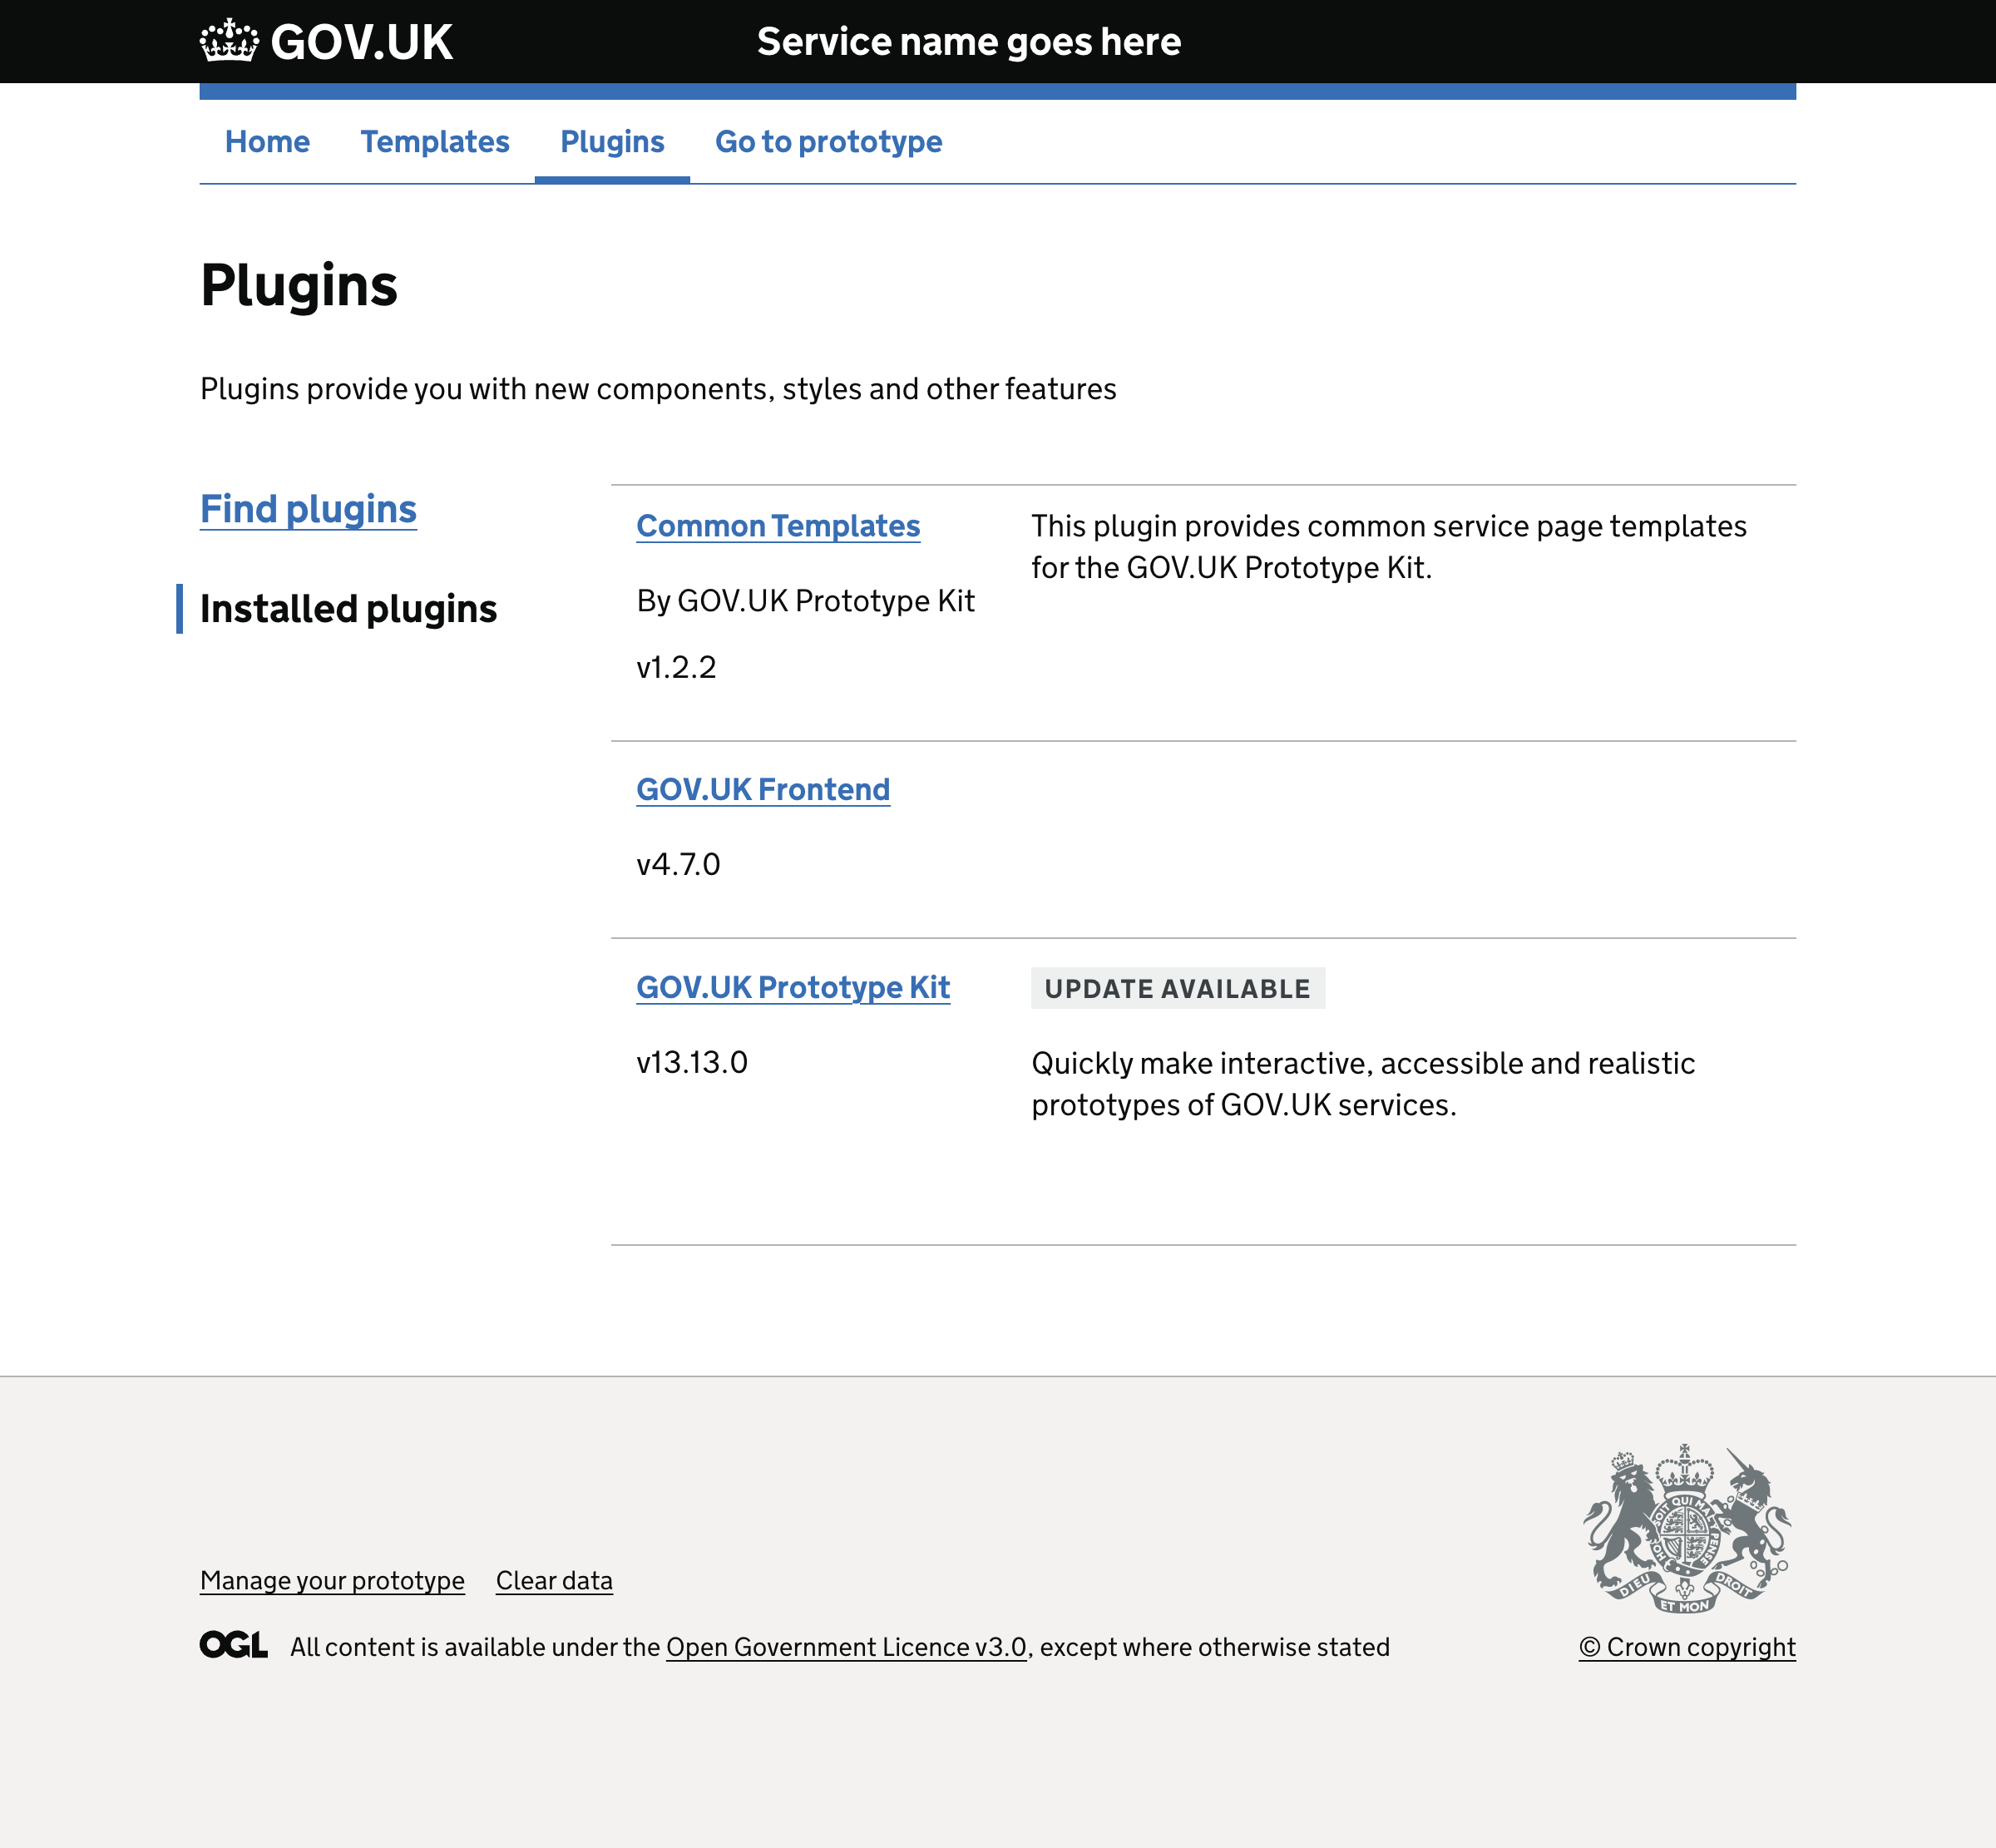 GOV.UK Service name goes here
Home Templates Plugins Go to prototype
Plugins
Plugins provide you with new components, styles and other features
Find plugins
Installed plugins
Common Templates
By GOV.UK Prototype Kit
v1.2.2
This plugin provides common service page templates
for the GOV.UK Prototype Kit.
GOV.UK Frontend
v4.7.0
GOV.UK Prototype Kit
v13.13.0
UPDATE AVAILABLE
Quickly make interactive, accessible and realistic
prototypes of GOV.UK services.
Manage your prototype Clear data
OGL All content is available under the Open Government Licence v3.0, except where otherwise stated
HONI SOIT QUI MAL Y PENSE
DIEU ET MON DROIT
© Crown copyright